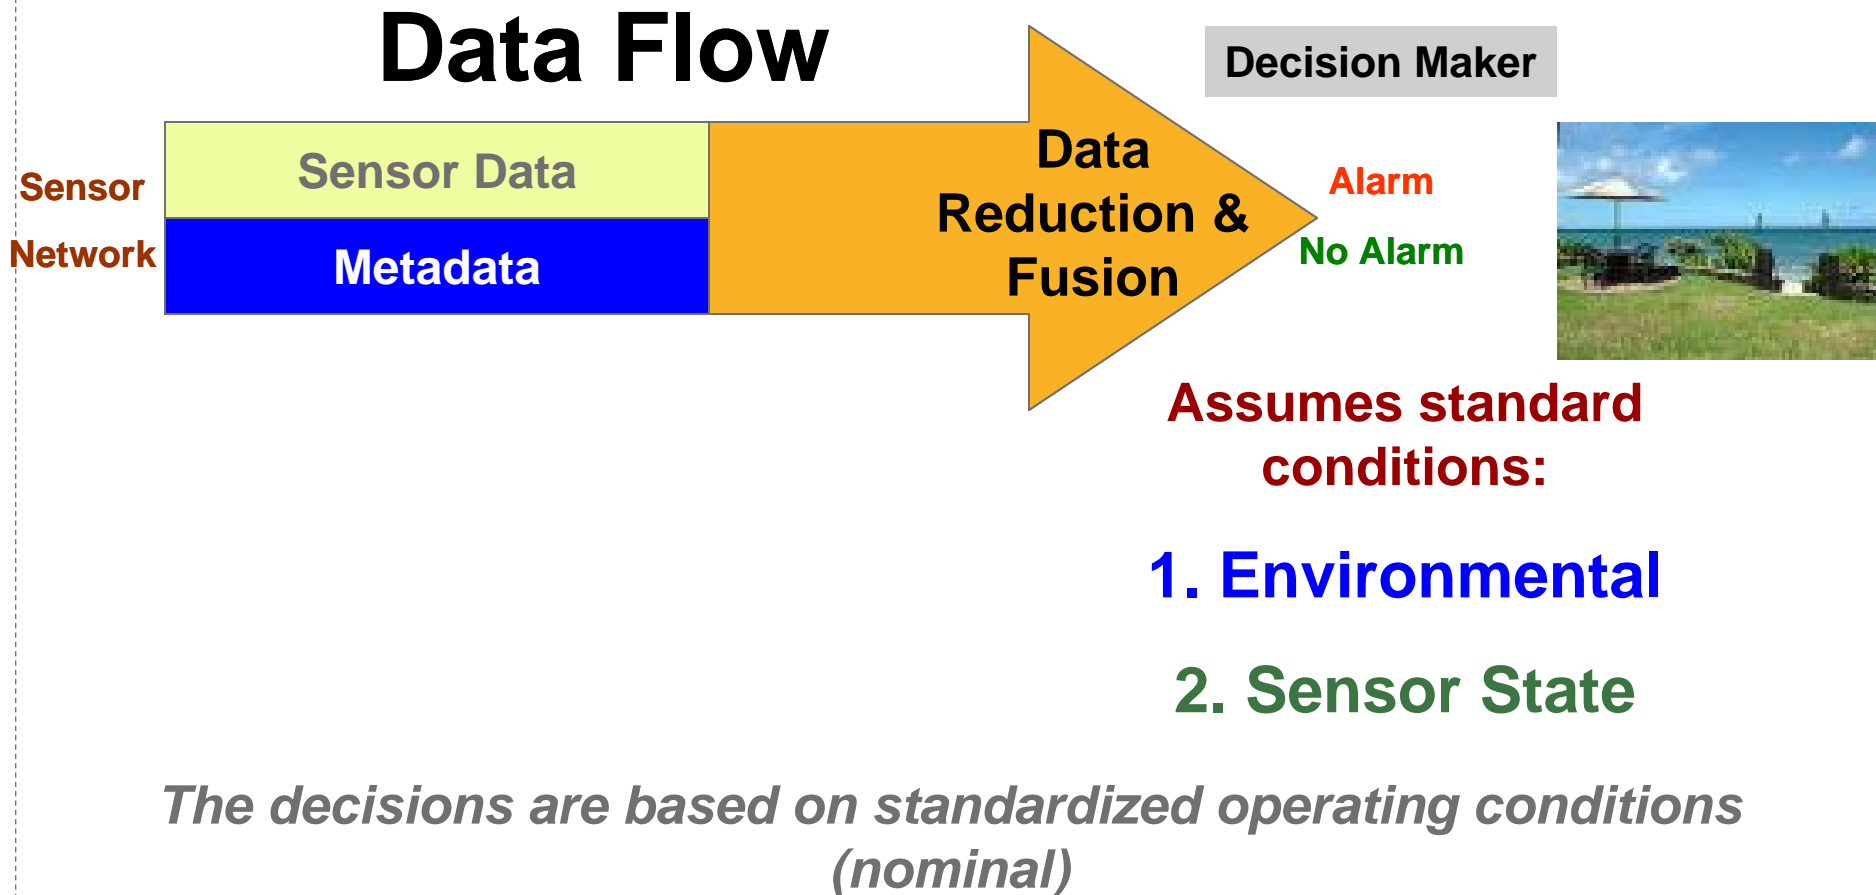 Data Flow
Decision Maker
Sensor
Network
Sensor Data
Metadata
Data
Reduction &
Fusion
Alarm
No Alarm
Assumes standard
conditions:
1. Environmental
2. Sensor State
The decisions are based on standardized operating conditions
(nominal)